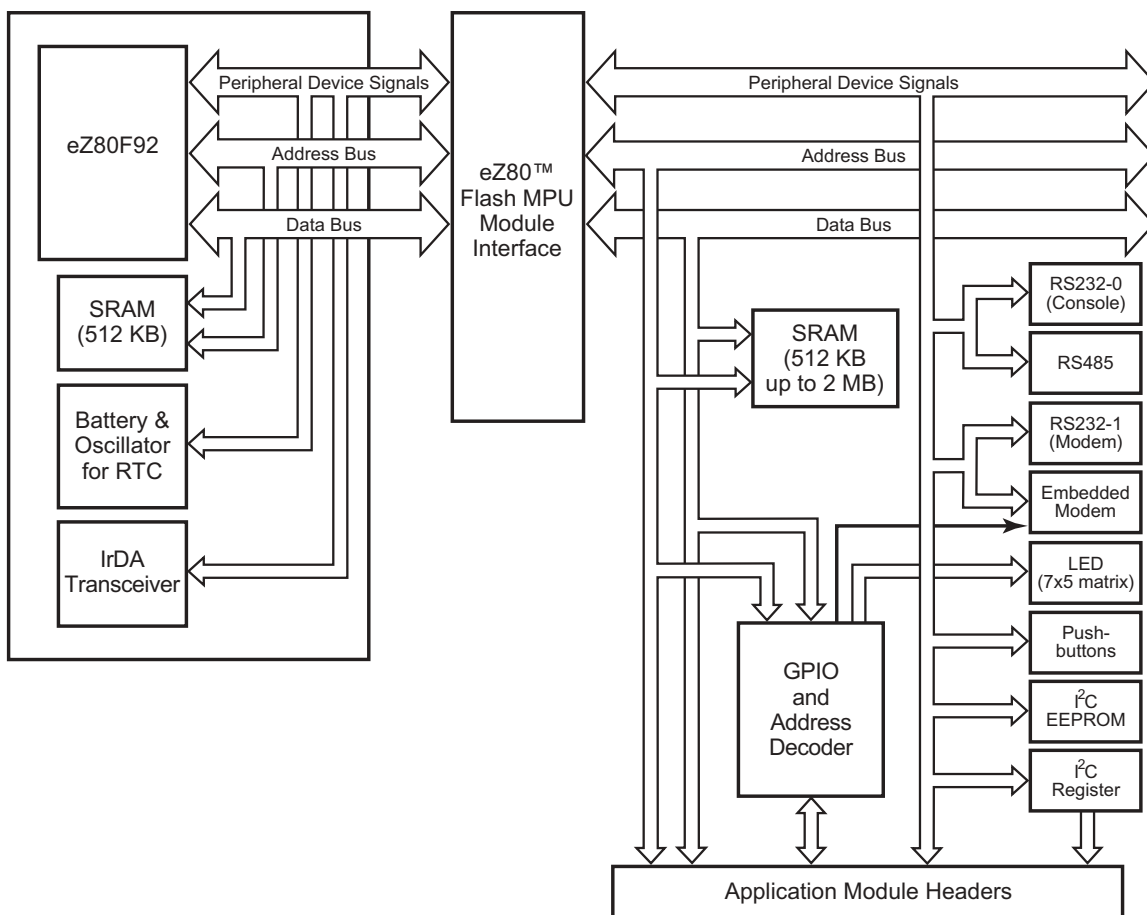 eZ80F92
Peripheral Device Signals
Address Bus
Data Bus
SRAM
(512 KB)
Battery &
Oscillator
for RTC
IrDA
Transceiver
eZ80™
Flash MPU
Module
Interface
Peripheral Device Signals
Address Bus
Data Bus
SRAM
(512 KB
up to 2 MB)
GPIO
and
Address
Decoder
RS232-0
(Console)
RS485
RS232-1
(Modem)
Embedded
Modem
LED
(7x5 matrix)
Push-
buttons
I²C
EEPROM
I²C
Register
Application Module Headers